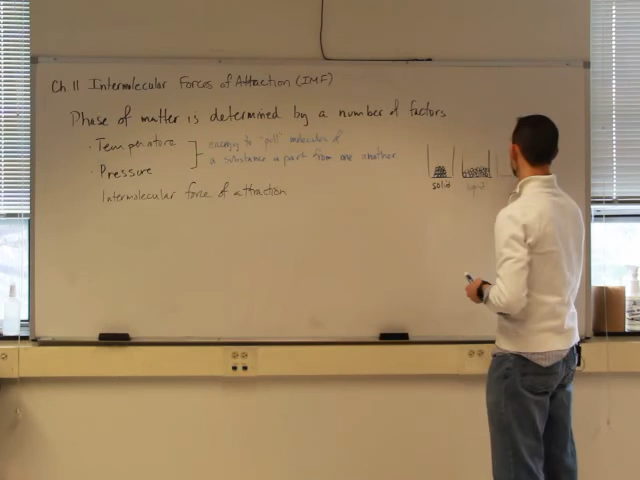 Ch 11 Intermolecular Forces of Attraction (IMF)
Phase of matter is determined by a number of factors
· Temperature
energy to "pull" molecules of
a substance apart from one another.
· Pressure
Intermolecular force of attraction
solid
liquid